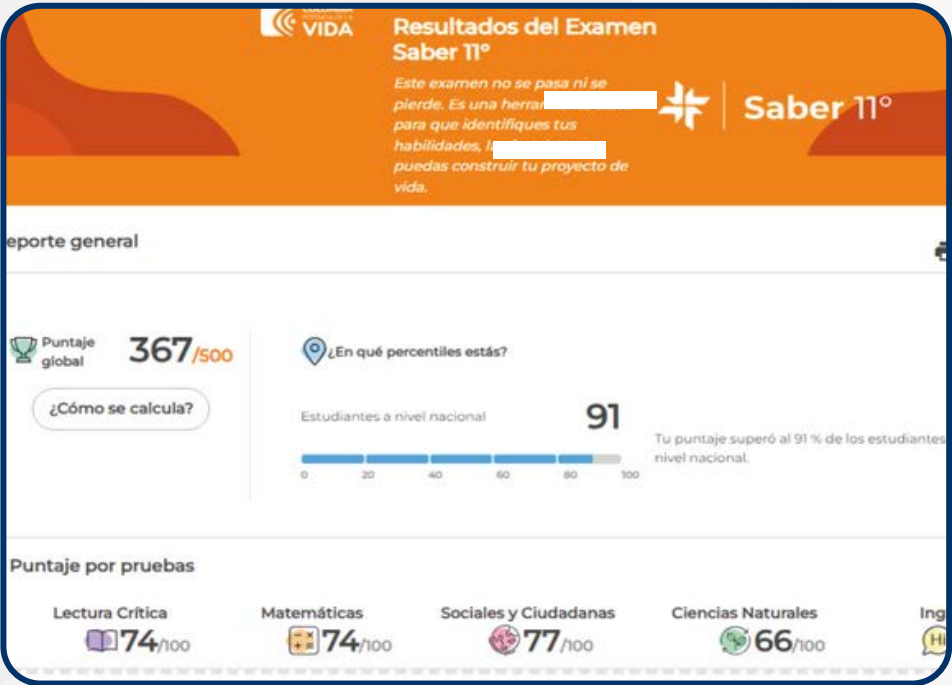 VIDA
Resultados del Examen
Saber 11°
Este examen no se pasa ni se
pierde. Es una
para que identifiques tus
habilidades,
puedas construir tu proyecto de
vida.
Saber 11°
eporte general
Puntaje
global
367/500
¿Cómo se calcula?
¿En qué percentiles estás?
Estudiantes a nivel nacional
91
Tu puntaje superó al 91 % de los estudiantes
nivel nacional.
0 20 40 60 80 100
Puntaje por pruebas
Lectura Crítica
74/100
Matemáticas
74/100
Sociales y Ciudadanas
77/100
Ciencias Naturales
66/100
Ing